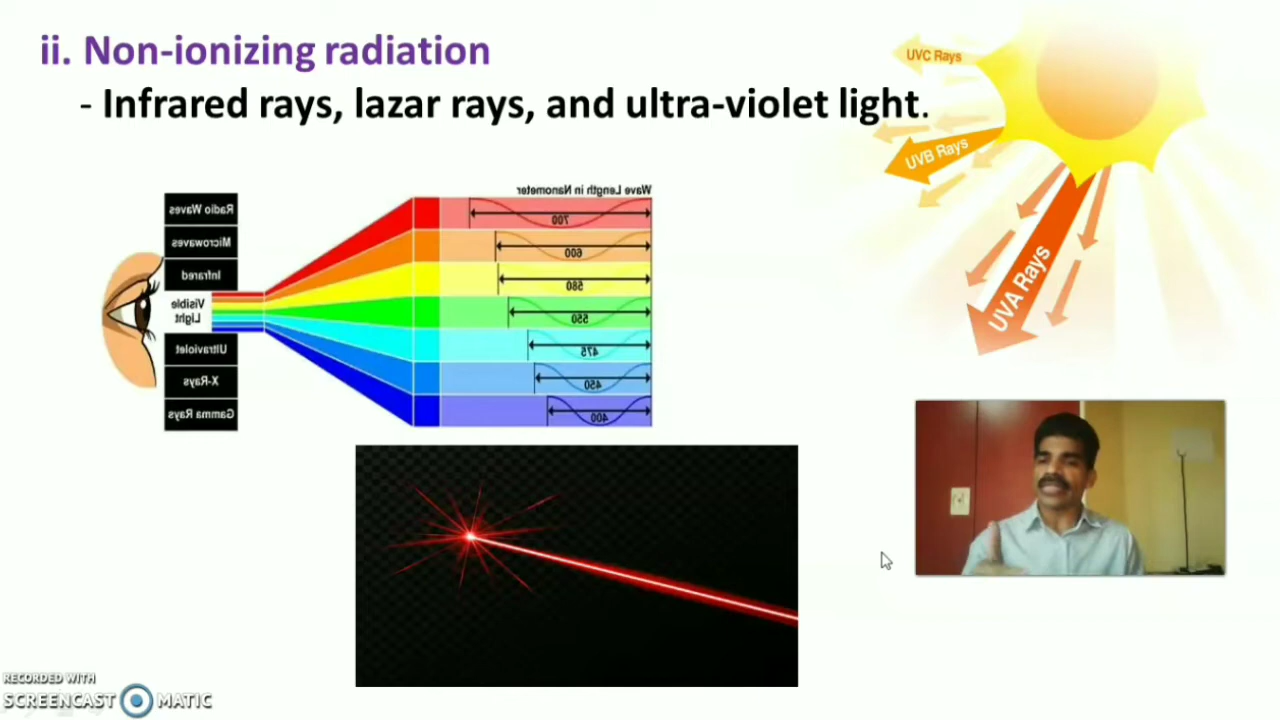 ii. Non-ionizing radiation
- Infrared rays, lazar rays, and ultra-violet light.
UVC Rays
UVB Rays
UVA Rays
Wave Length in Nanometer
Radio Waves
Microwaves
Infrared
Visible
Light
Ultraviolet
X-Rays
Gamma Rays
700
600
580
550
475
450
400
RECORDED WITH
SCREENCAST MATIC